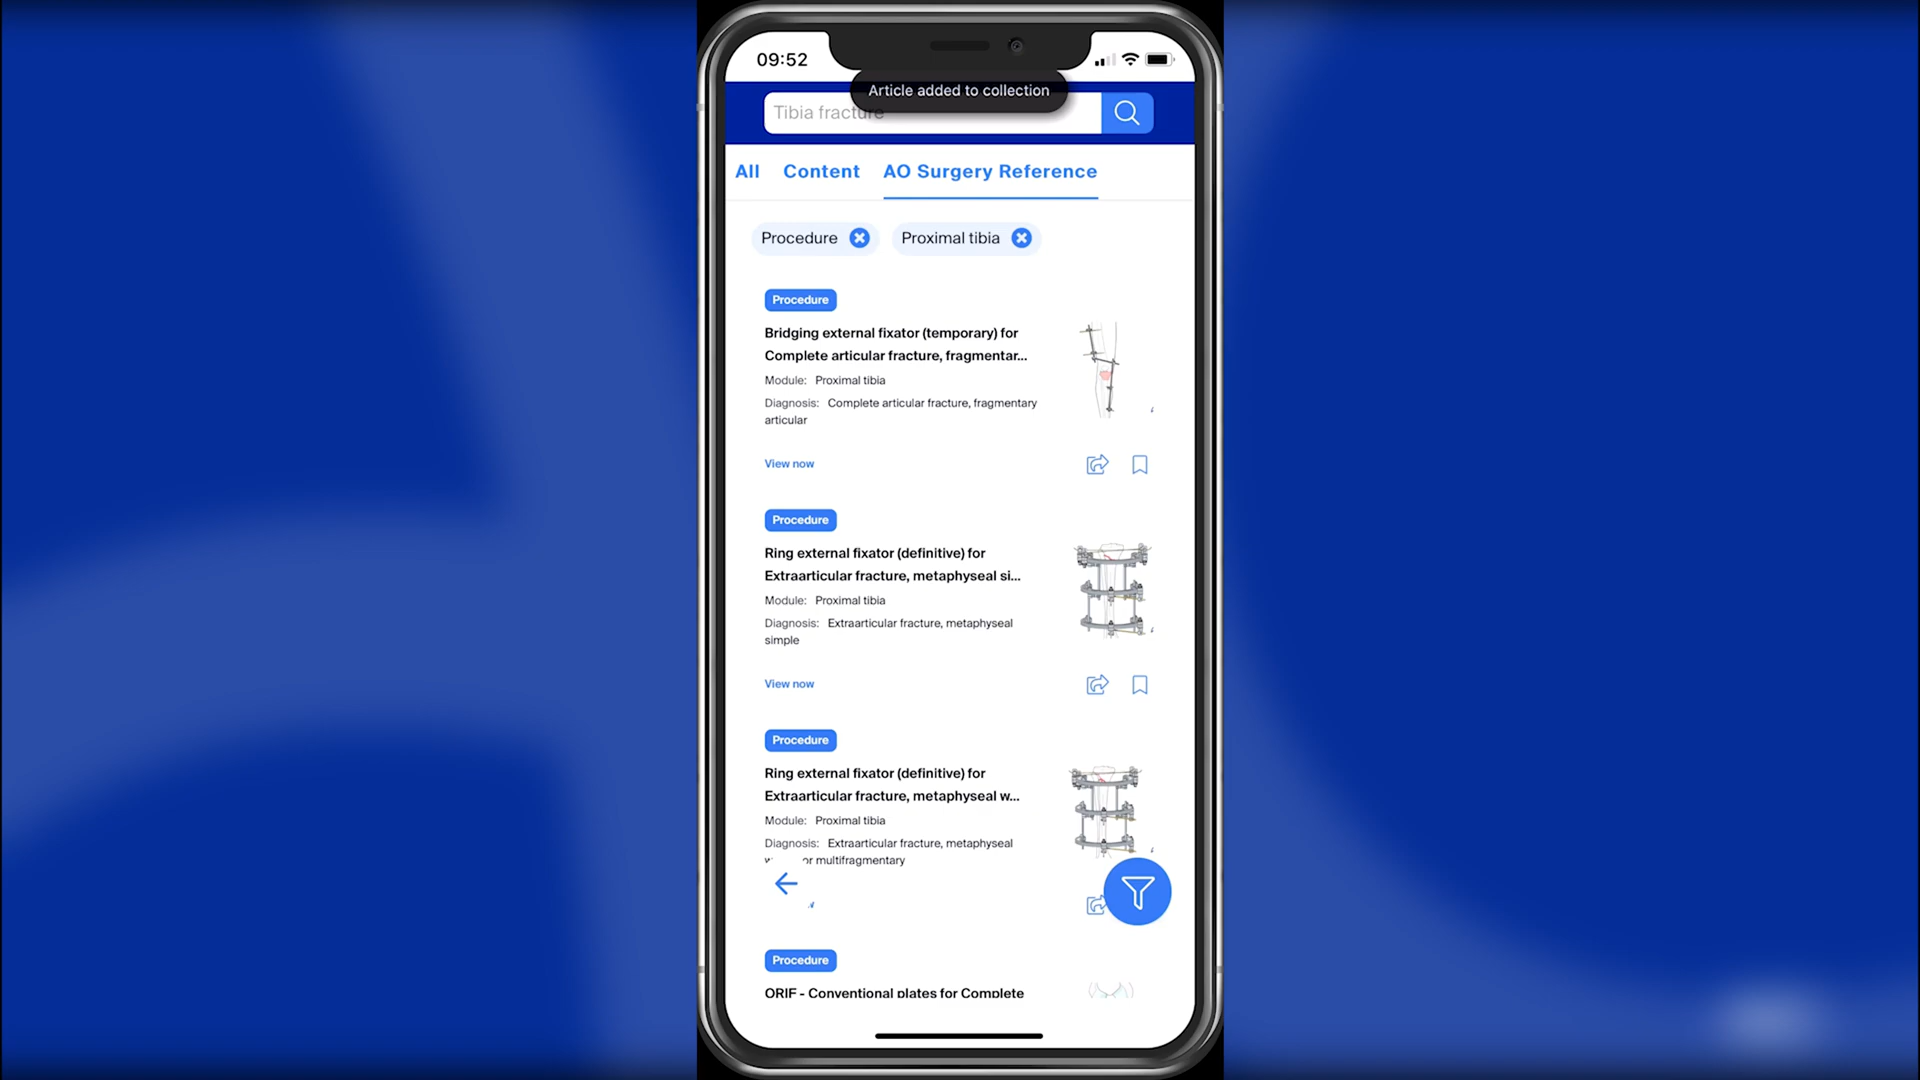 09:52
Article added to collection
Tibia fracture
All Content AO Surgery Reference
Procedure Proximal tibia
Procedure
Bridging external fixator (temporary) for
Complete articular fracture, fragmentar...
Module: Proximal tibia
Diagnosis: Complete articular fracture, fragmentary
articular
View now
Procedure
Ring external fixator (definitive) for
Extraarticular fracture, metaphyseal si...
Module: Proximal tibia
Diagnosis: Extraarticular fracture, metaphyseal
simple
View now
Procedure
Ring external fixator (definitive) for
Extraarticular fracture, metaphyseal w...
Module: Proximal tibia
Diagnosis: Extraarticular fracture, metaphyseal
or multifragmentary
Procedure
ORIF - Conventional plates for Complete